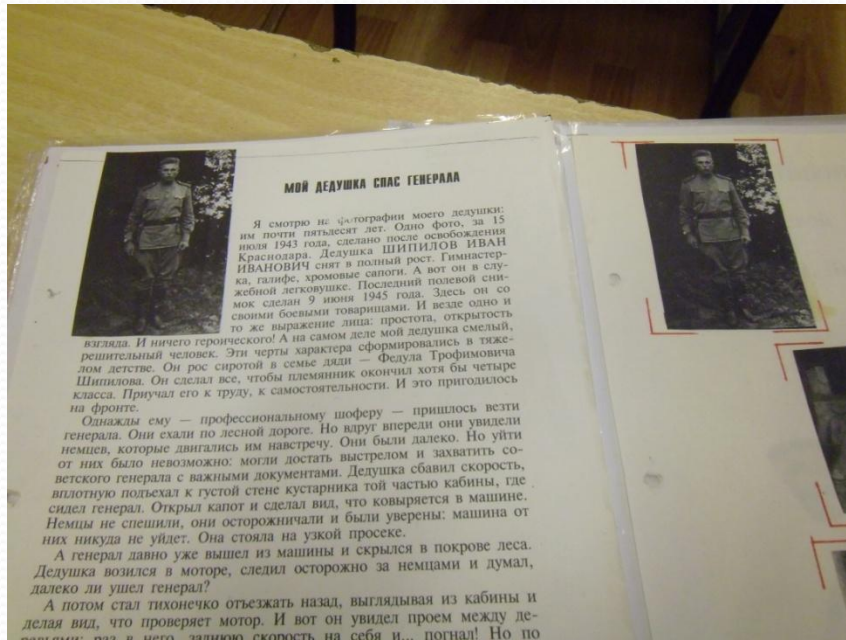 МОЙ ДЕДУШКА СПАС ГЕНЕРАЛА
Я смотрю на фотографии моего дедушки:
им почти пятьдесят лет. Одно фото, за 15
июля 1943 года, сделано после освобождения
Краснодара. Дедушка ШИПИЛОВ ИВАН
ИВАНОВИЧ снят в полный рост. Гимнастер-
ка, галифе, хромовые сапоги. А вот он в слу-
жебной легковушке. Последний полевой сни-
мок сделан 9 июня 1945 года. Здесь он со
своими боевыми товарищами. И везде одно и
то же выражение лица: простота, открытость
взгляда. И ничего героического! А на самом деле мой дедушка смелый,
решительный человек. Эти черты характера сформировались в тяже-
лом детстве. Он рос сиротой в семье дяди — Федула Трофимовича
Шипилова. Он сделал все, чтобы племянник окончил хотя бы четыре
класса. Приучал его к труду, к самостоятельности. И это пригодилось
на фронте.
Однажды ему — профессиональному шоферу — пришлось везти
генерала. Они ехали по лесной дороге. Но вдруг впереди они увидели
немцев, которые двигались им навстречу. Они были далеко. Но уйти
от них было невозможно: могли достать выстрелом и захватить со-
ветского генерала с важными документами. Дедушка сбавил скорость,
вплотную подъехал к густой стене кустарника той частью кабины, где
сидел генерал. Открыл капот и сделал вид, что ковыряется в машине.
Немцы не спешили, они осторожничали и были уверены: машина от
них никуда не уйдет. Она стояла на узкой просеке.
А генерал давно уже вышел из машины и скрылся в покрове леса.
Дедушка возился в моторе, следил осторожно за немцами и думал,
далеко ли ушел генерал?
А потом стал тихонечко отъезжать назад, выглядывая из кабины и
делая вид, что проверяет мотор. И вот он увидел проем между де-
ревьями: раз в него, заднюю скорость на себя и... погнал! Но по